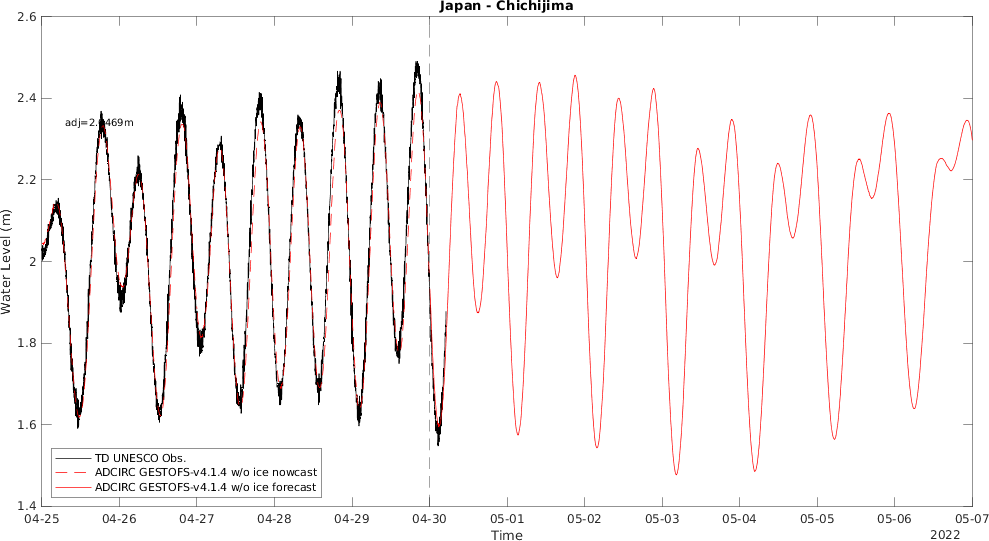 Japan - Chichijima
2.6
2.4
2.2
2
1.8
1.6
1.4
Water Level (m)
TD UNESCO Obs.
ADCIRC GESTOFS-v4.1.4 w/o ice nowcast
ADCIRC GESTOFS-v4.1.4 w/o ice forecast
04-25 04-26 04-27 04-28 04-29 04-30 05-01 05-02 05-03 05-04 05-05 05-06 05-07
Time
2022